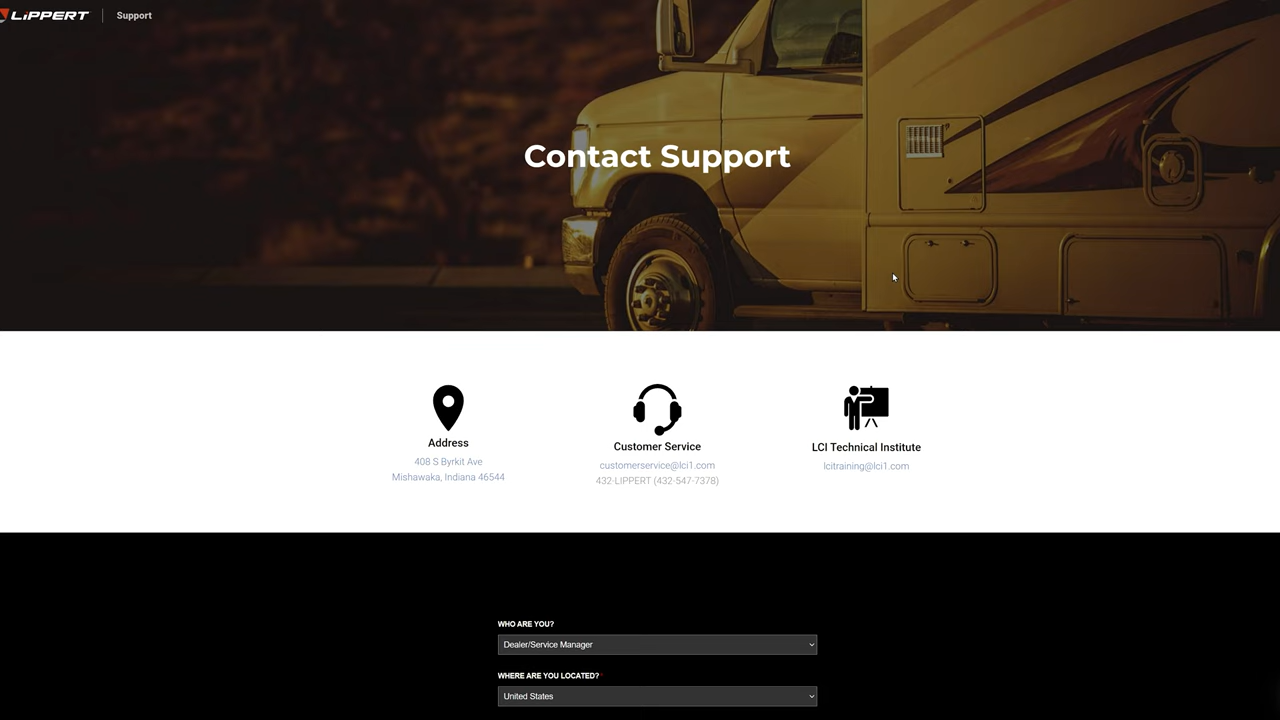 LIPPERT
Support
Contact Support
Address
408 S Byrkit Ave
Mishawaka, Indiana 46544
Customer Service
customerservice@lci1.com
432-LIPPERT (432-547-7378)
LCI Technical Institute
lcitraining@lci1.com
WHO ARE YOU?
Dealer/Service Manager
WHERE ARE YOU LOCATED? *
United States